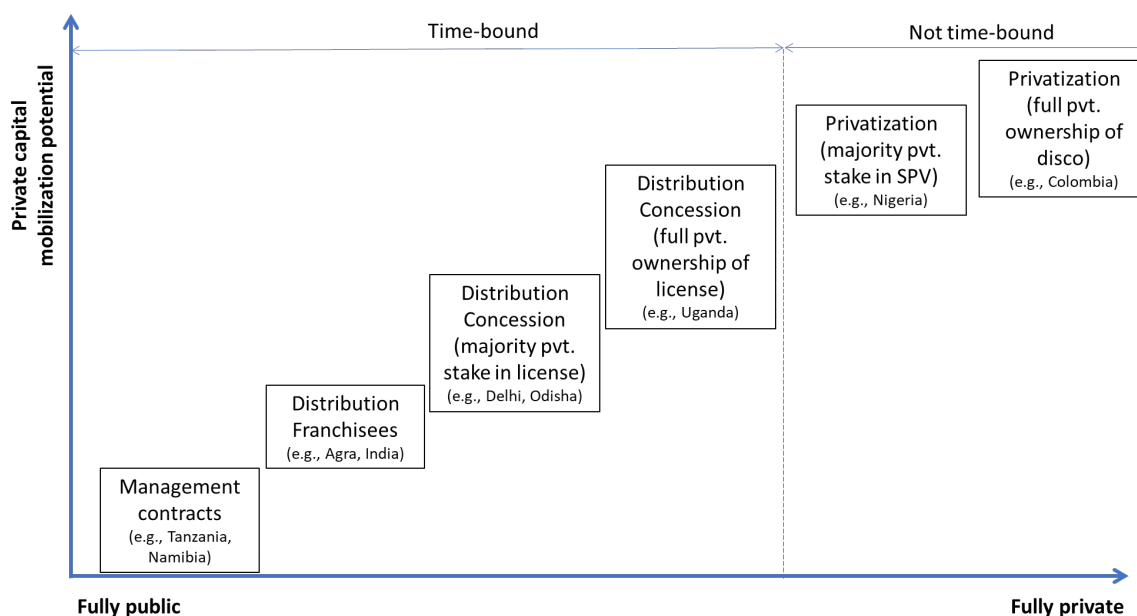 Time-bound
Not time-bound
Private capital
mobilization potential
Privatization
(full pvt.
ownership of
disco)
(e.g., Colombia)
Privatization
(majority pvt.
stake in SPV)
(e.g., Nigeria)
Distribution
Concession
(full pvt.
ownership of
license)
(e.g., Uganda)
Distribution
Concession
(majority pvt.
stake in license)
(e.g., Delhi, Odisha)
Distribution
Franchisees
(e.g., Agra, India)
Management
contracts
(e.g., Tanzania,
Namibia)
Fully public
Fully private